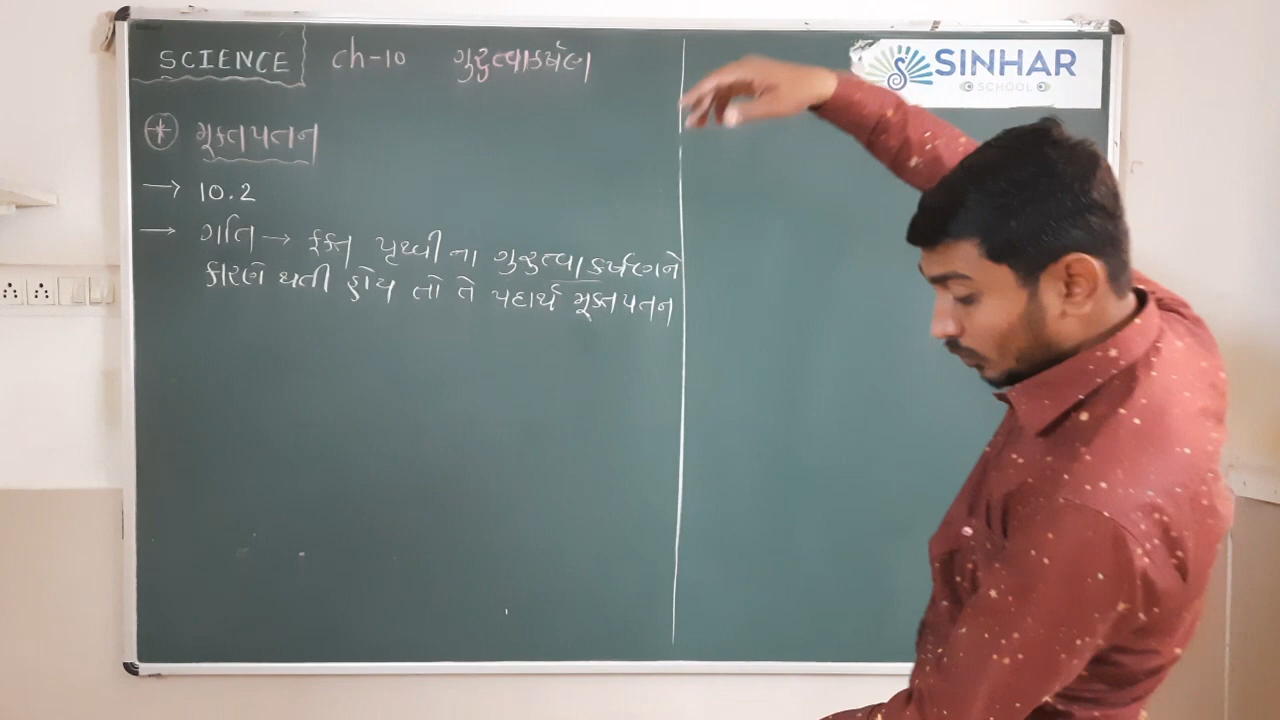 SCIENCE ch-10 ગુરુત્વાકર્ષણ
SINHAR
SCHOOL
મૂક્તપતન
→ 10.2
→ ગતિ → ફક્ત પૃથ્વી ના ગુરુત્વાકર્ષણને
કારણે થતી હોય તો તે પદાર્થ મૂક્તપતન